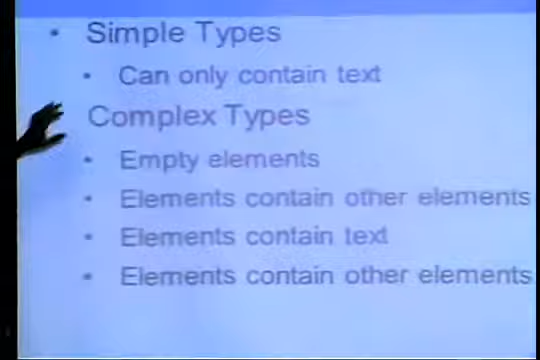 • Simple Types
• Can only contain text
Complex Types
• Empty elements
• Elements contain other elements
• Elements contain text
• Elements contain other elements